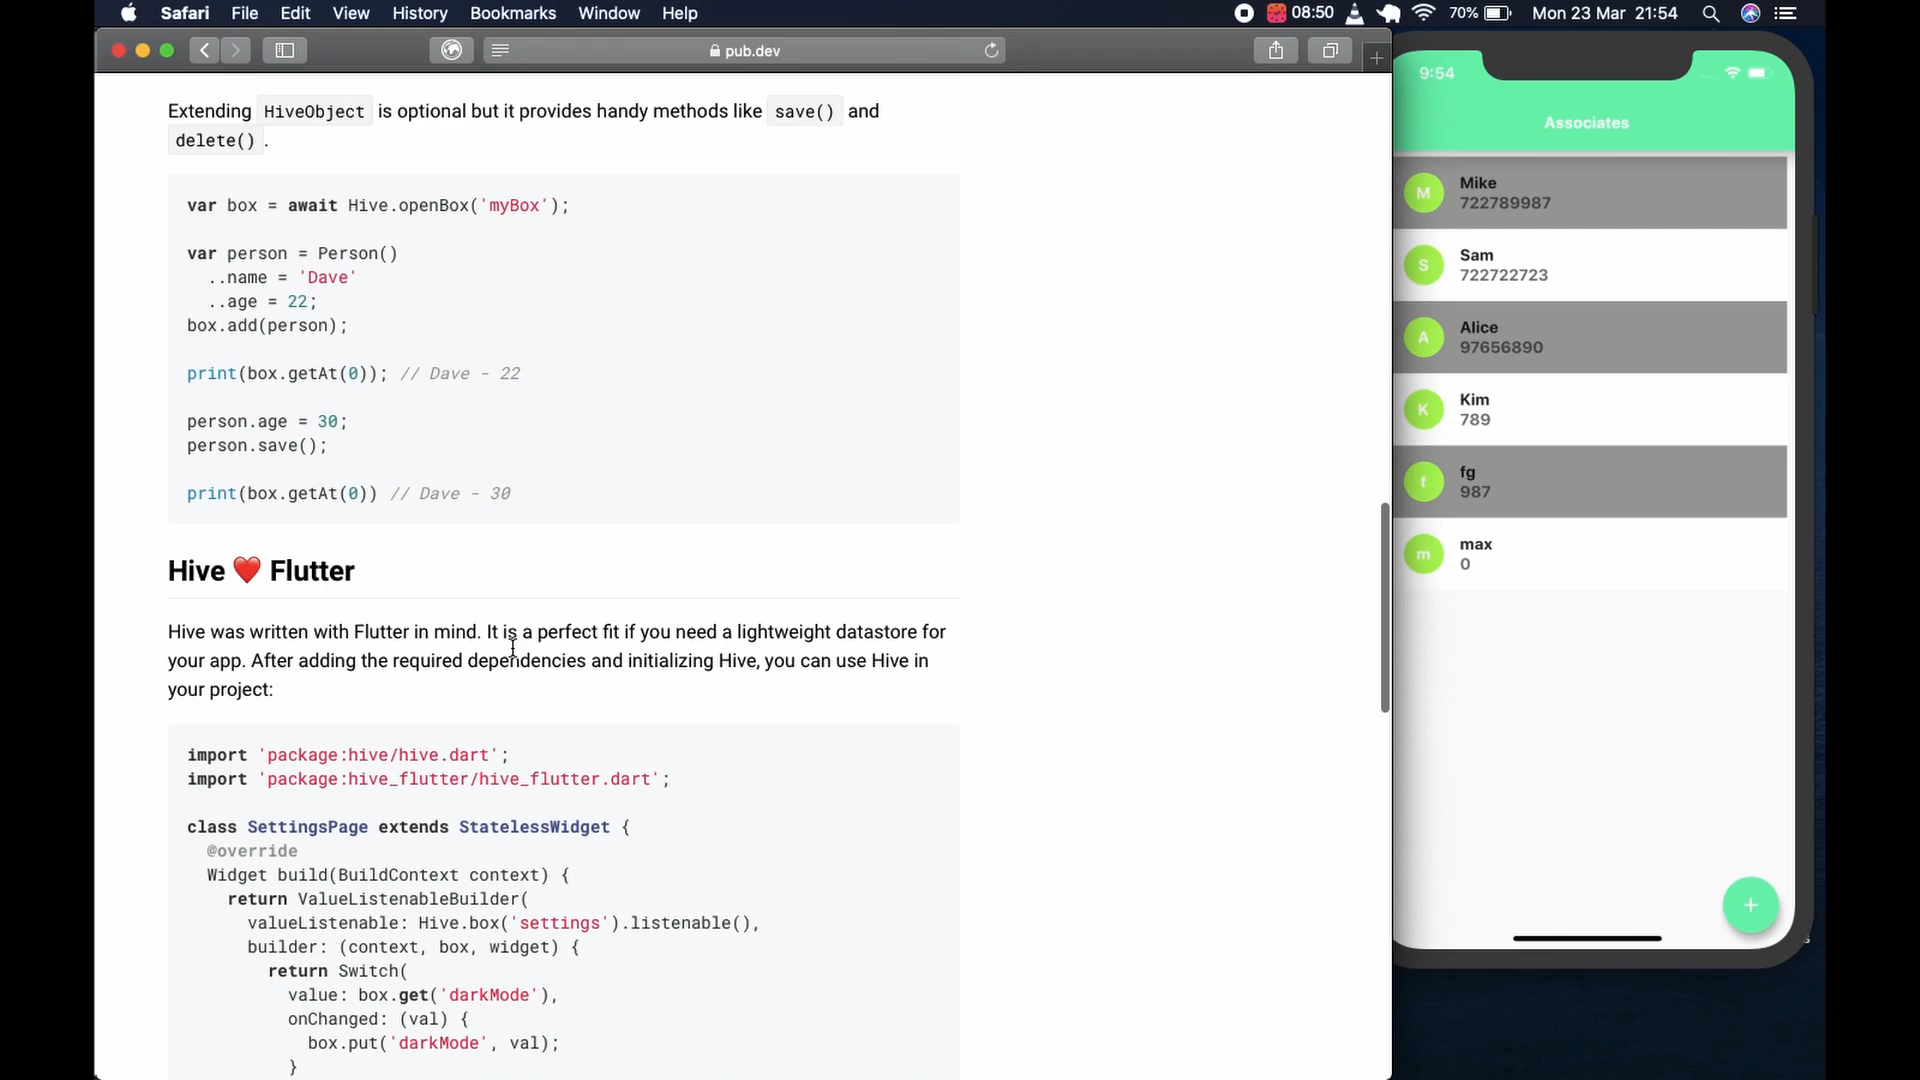 Safari File Edit View History Bookmarks Window Help 08:50 70% Mon 23 Mar 21:54
pub.dev
Extending HiveObject is optional but it provides handy methods like save() and
delete() .
var box = await Hive.openBox('myBox');
var person = Person()
..name = 'Dave'
..age = 22;
box.add(person);
print(box.getAt(0)); // Dave - 22
person.age = 30;
person.save();
print(box.getAt(0)) // Dave - 30
Hive ❤️ Flutter
Hive was written with Flutter in mind. It is a perfect fit if you need a lightweight datastore for
your app. After adding the required dependencies and initializing Hive, you can use Hive in
your project:
import 'package:hive/hive.dart';
import 'package:hive_flutter/hive_flutter.dart';
class SettingsPage extends StatelessWidget {
@override
Widget build(BuildContext context) {
return ValueListenableBuilder(
valueListenable: Hive.box('settings').listenable(),
builder: (context, box, widget) {
return Switch(
value: box.get('darkMode'),
onChanged: (val) {
box.put('darkMode', val);
}
9:54
Associates
M
Mike
722789987
S
Sam
722722723
A
Alice
97656890
K
Kim
789
f
fg
987
m
max
0
+